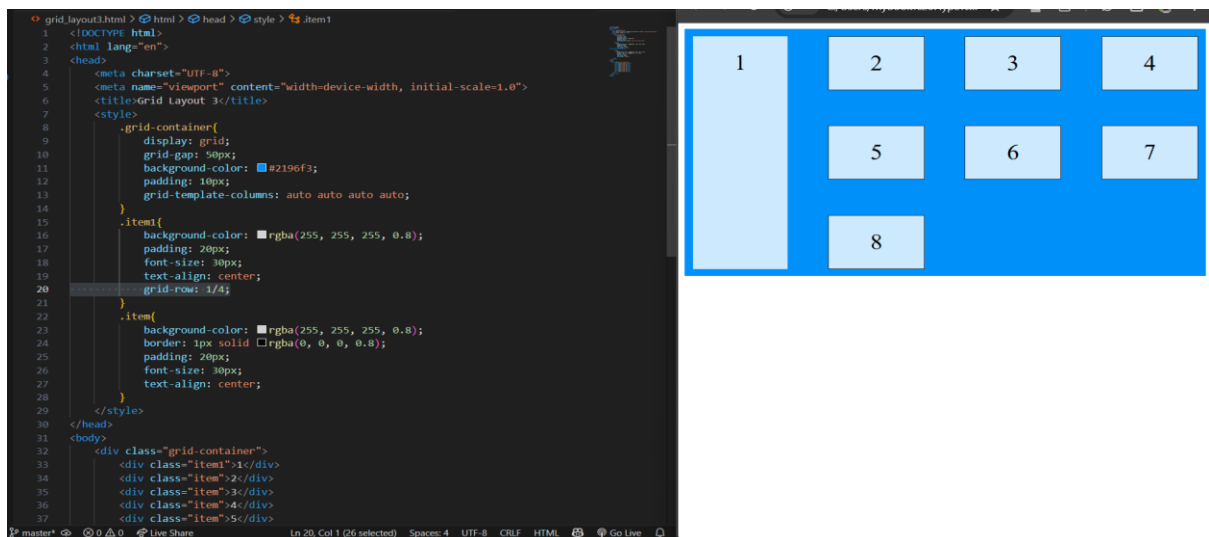 grid_layout3.html > html > head > style > .item1
1 <!DOCTYPE html>
2 <html lang="en">
3 <head>
4 <meta charset="UTF-8">
5 <meta name="viewport" content="width=device-width, initial-scale=1.0">
6 <title>Grid Layout 3</title>
7 <style>
8 .grid-container{
9 display: grid;
10 grid-gap: 50px;
11 background-color: #2196f3;
12 padding: 10px;
13 grid-template-columns: auto auto auto auto;
14 }
15 .item1{
16 background-color: rgba(255, 255, 255, 0.8);
17 padding: 20px;
18 font-size: 30px;
19 text-align: center;
20 grid-row: 1/4;
21 }
22 .item{
23 background-color: rgba(255, 255, 255, 0.8);
24 border: 1px solid rgba(0, 0, 0, 0.8);
25 padding: 20px;
26 font-size: 30px;
27 text-align: center;
28 }
29 </style>
30 </head>
31 <body>
32 <div class="grid-container">
33 <div class="item1">1</div>
34 <div class="item">2</div>
35 <div class="item">3</div>
36 <div class="item">4</div>
37 <div class="item">5</div>
master* 0 0 Live Share Ln 20, Col 1 (26 selected) Spaces: 4 UTF-8 CRLF HTML Go Live
1 2 3 4
5 6 7
8